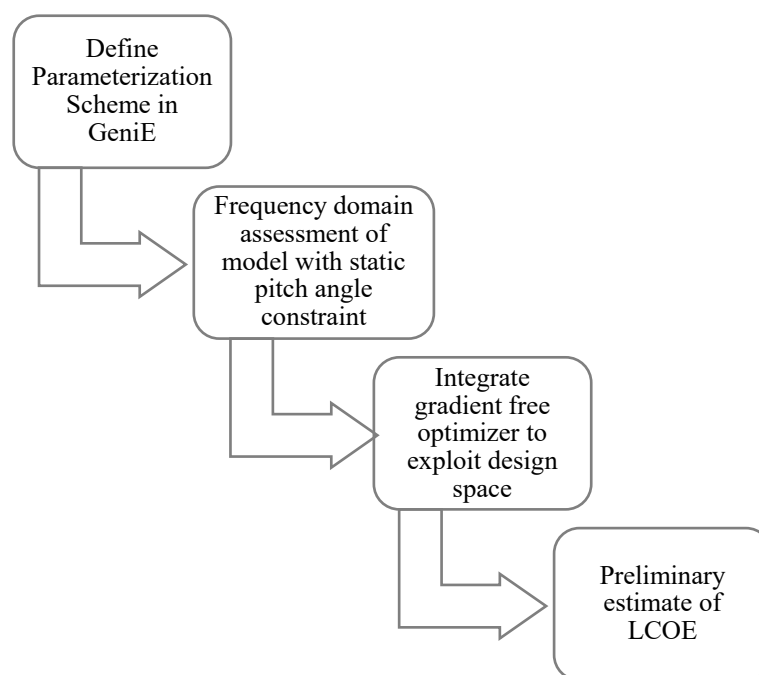 Define
Parameterization
Scheme in
GeniE
Frequency domain
assessment of
model with static
pitch angle
constraint
Integrate
gradient free
optimizer to
exploit design
space
Preliminary
estimate of
LCOE